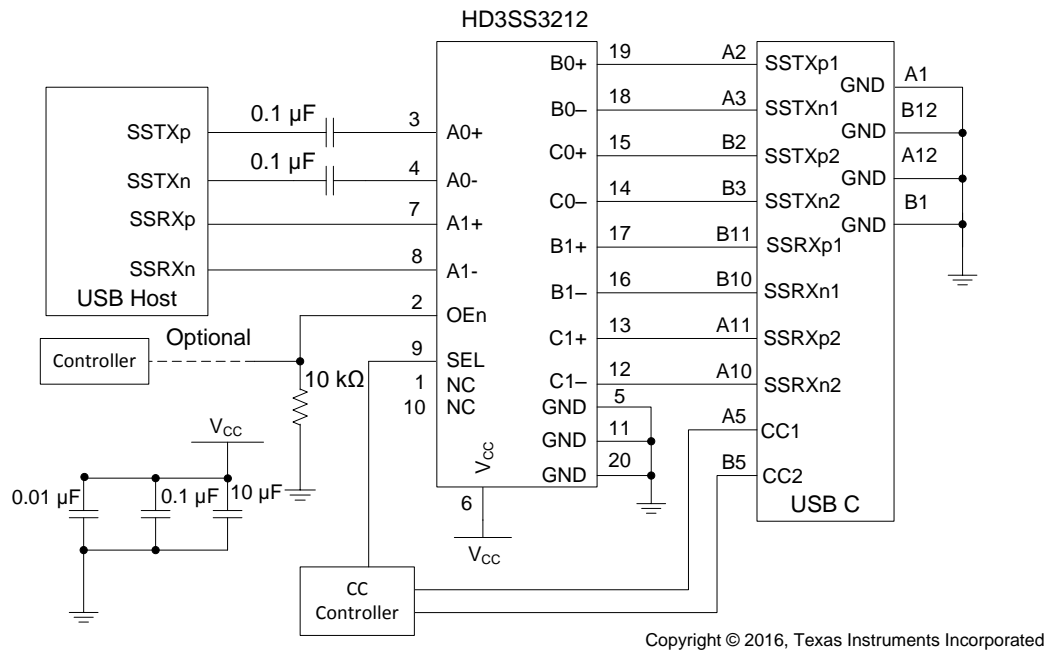 HD3SS3212
USB Host
SSTXp
SSTXn
SSRXp
SSRXn
0.1 µF
0.1 µF
3
4
7
8
2
9
1
10
A0+
A0-
A1+
A1-
OEn
SEL
NC
NC
B0+
B0–
C0+
C0–
B1+
B1–
C1+
C1–
GND
GND
GND
19
18
15
14
17
16
13
12
5
11
20
A2
A3
B2
B3
B11
B10
A11
A10
A5
B5
SSTXp1
SSTXn1
SSTXp2
SSTXn2
SSRXp1
SSRXn1
SSRXp2
SSRXn2
CC1
CC2
USB C
GND
GND
GND
GND
A1
B12
A12
B1
Controller
Optional
10 kΩ
VCC
0.01 µF
0.1 µF
10 µF
VCC
6
VCC
CC
Controller
Copyright © 2016, Texas Instruments Incorporated